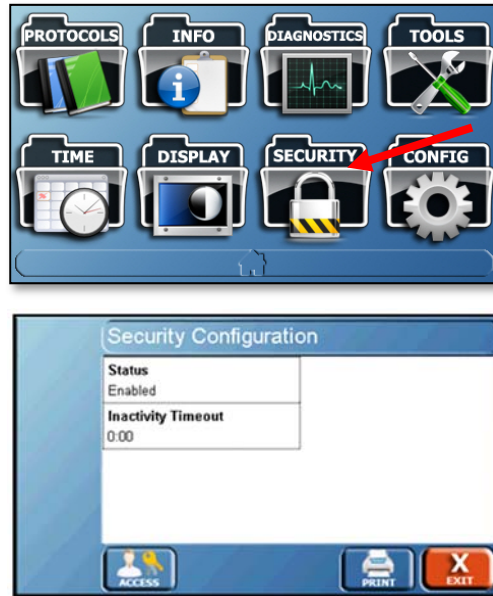 PROTOCOLS INFO DIAGNOSTICS TOOLS
TIME DISPLAY SECURITY CONFIG
Security Configuration
Status
Enabled
Inactivity Timeout
0:00
ACCESS PRINT X EXIT